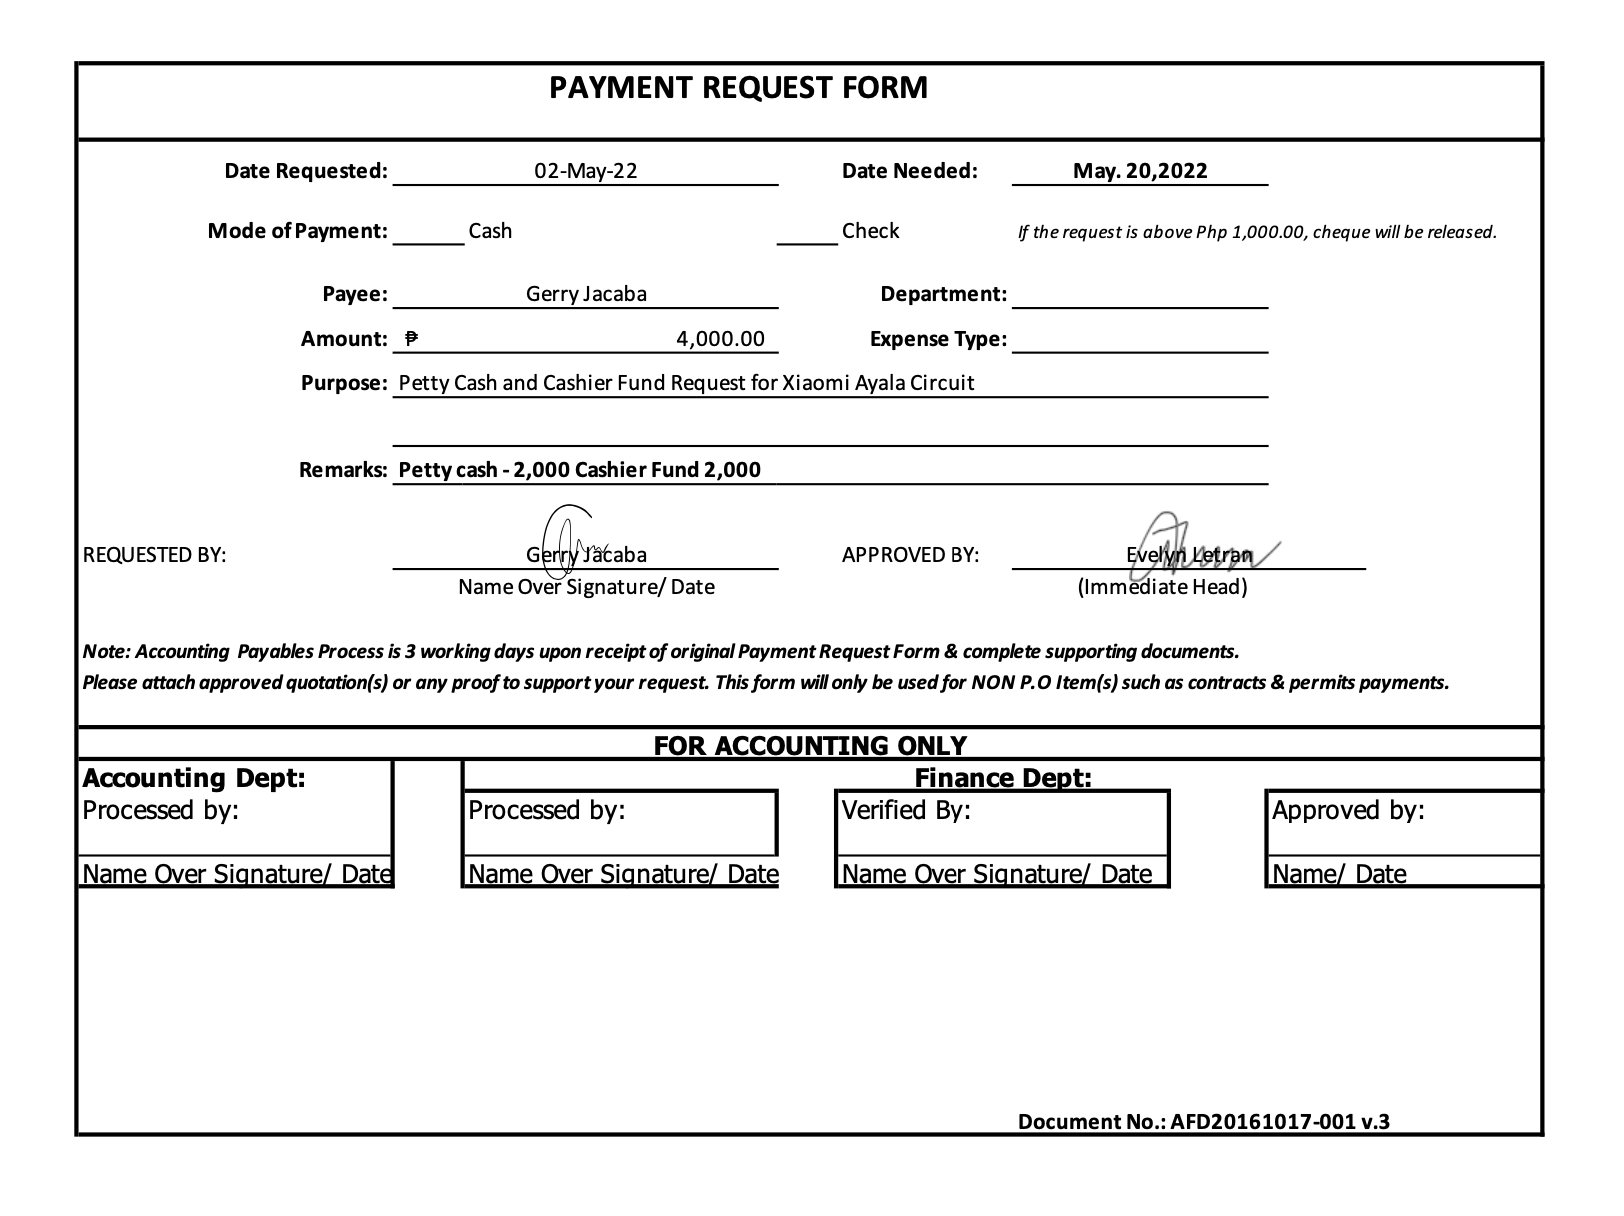 PAYMENT REQUEST FORM
Date Requested: 02-May-22 Date Needed: May. 20,2022
Mode of Payment: Cash Check If the request is above Php 1,000.00, cheque will be released.
Payee: Gerry Jacaba Department:
Amount: ₱ 4,000.00 Expense Type:
Purpose: Petty Cash and Cashier Fund Request for Xiaomi Ayala Circuit
Remarks: Petty cash - 2,000 Cashier Fund 2,000
REQUESTED BY: Gerry Jacaba APPROVED BY: Evelyn Letran
Name Over Signature/ Date (Immediate Head)
Note: Accounting Payables Process is 3 working days upon receipt of original Payment Request Form & complete supporting documents.
Please attach approved quotation(s) or any proof to support your request. This form will only be used for NON P.O Item(s) such as contracts & permits payments.
FOR ACCOUNTING ONLY
Accounting Dept: Finance Dept:
Processed by: Processed by: Verified By: Approved by:
Name Over Signature/ Date Name Over Signature/ Date Name Over Signature/ Date Name/ Date
Document No.: AFD20161017-001 v.3